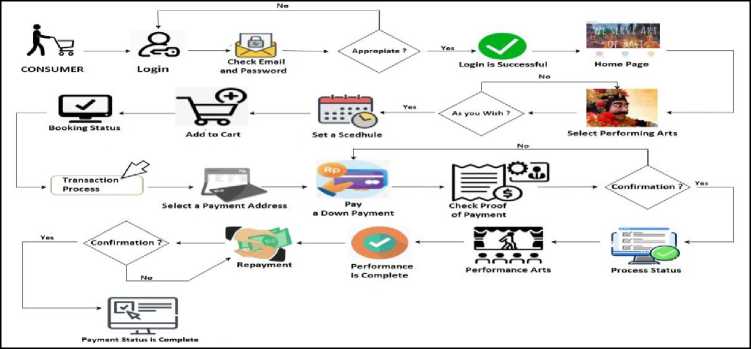 No
CONSUMER
Login
Check Email
and Password
Appropiate ?
Yes
Login is Successful
Home Page
No
Booking Status
Add to Cart
Set a Scedhule
Yes
As you Wish ?
Select Performing Arts
No
Transaction
Process
Select a Payment Address
Rp
Pay
a Down Payment
Check Proof
of Payment
Confirmation ?
Yes
Yes
Confirmation ?
No
Repayment
Performance
is Complete
Performance Arts
Process Status
Payment Status is Complete